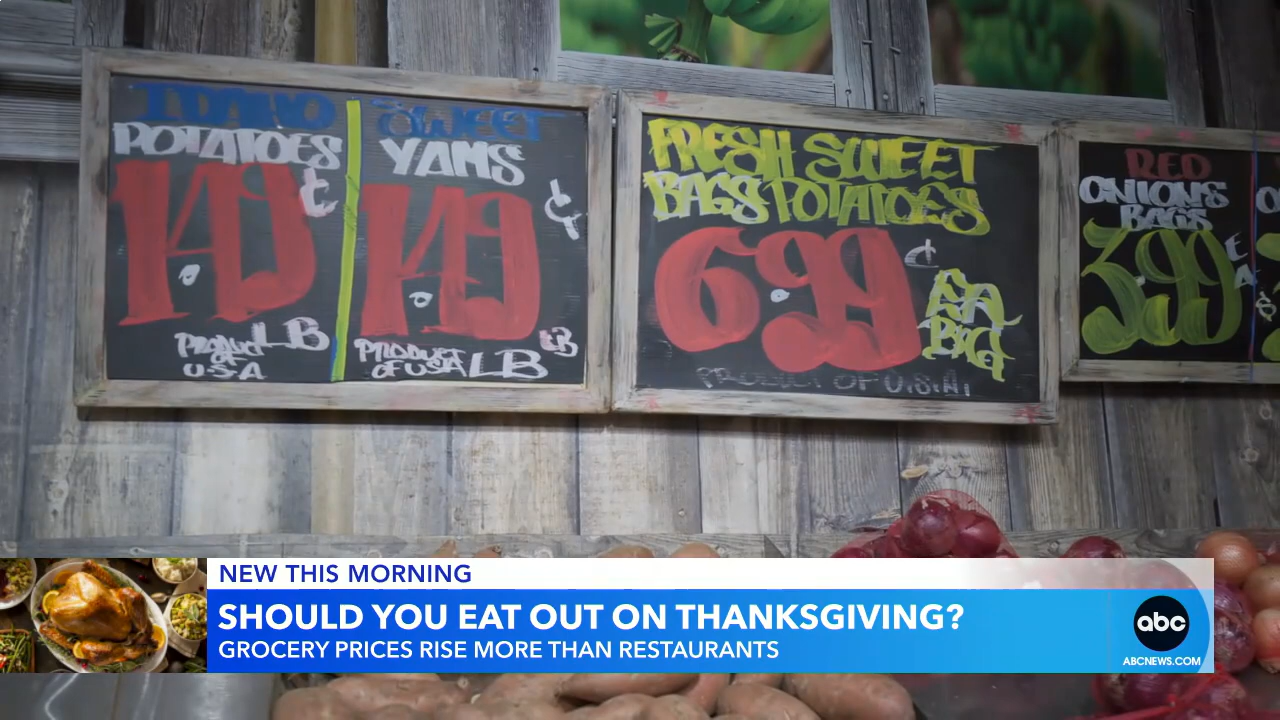 IDAHO
POTATOES
1.49 ¢
PRODUCT OF U.S.A LB
SWEET
YAMS
1.49 ¢
PRODUCT OF USA LB
FRESH SWEET
BAGS POTATOES
6.99 ¢
EA
BAG
PRODUCT OF U.S.A.
RED
ONIONS
BAGS
3.99
NEW THIS MORNING
SHOULD YOU EAT OUT ON THANKSGIVING?
GROCERY PRICES RISE MORE THAN RESTAURANTS
abc
ABCNEWS.COM